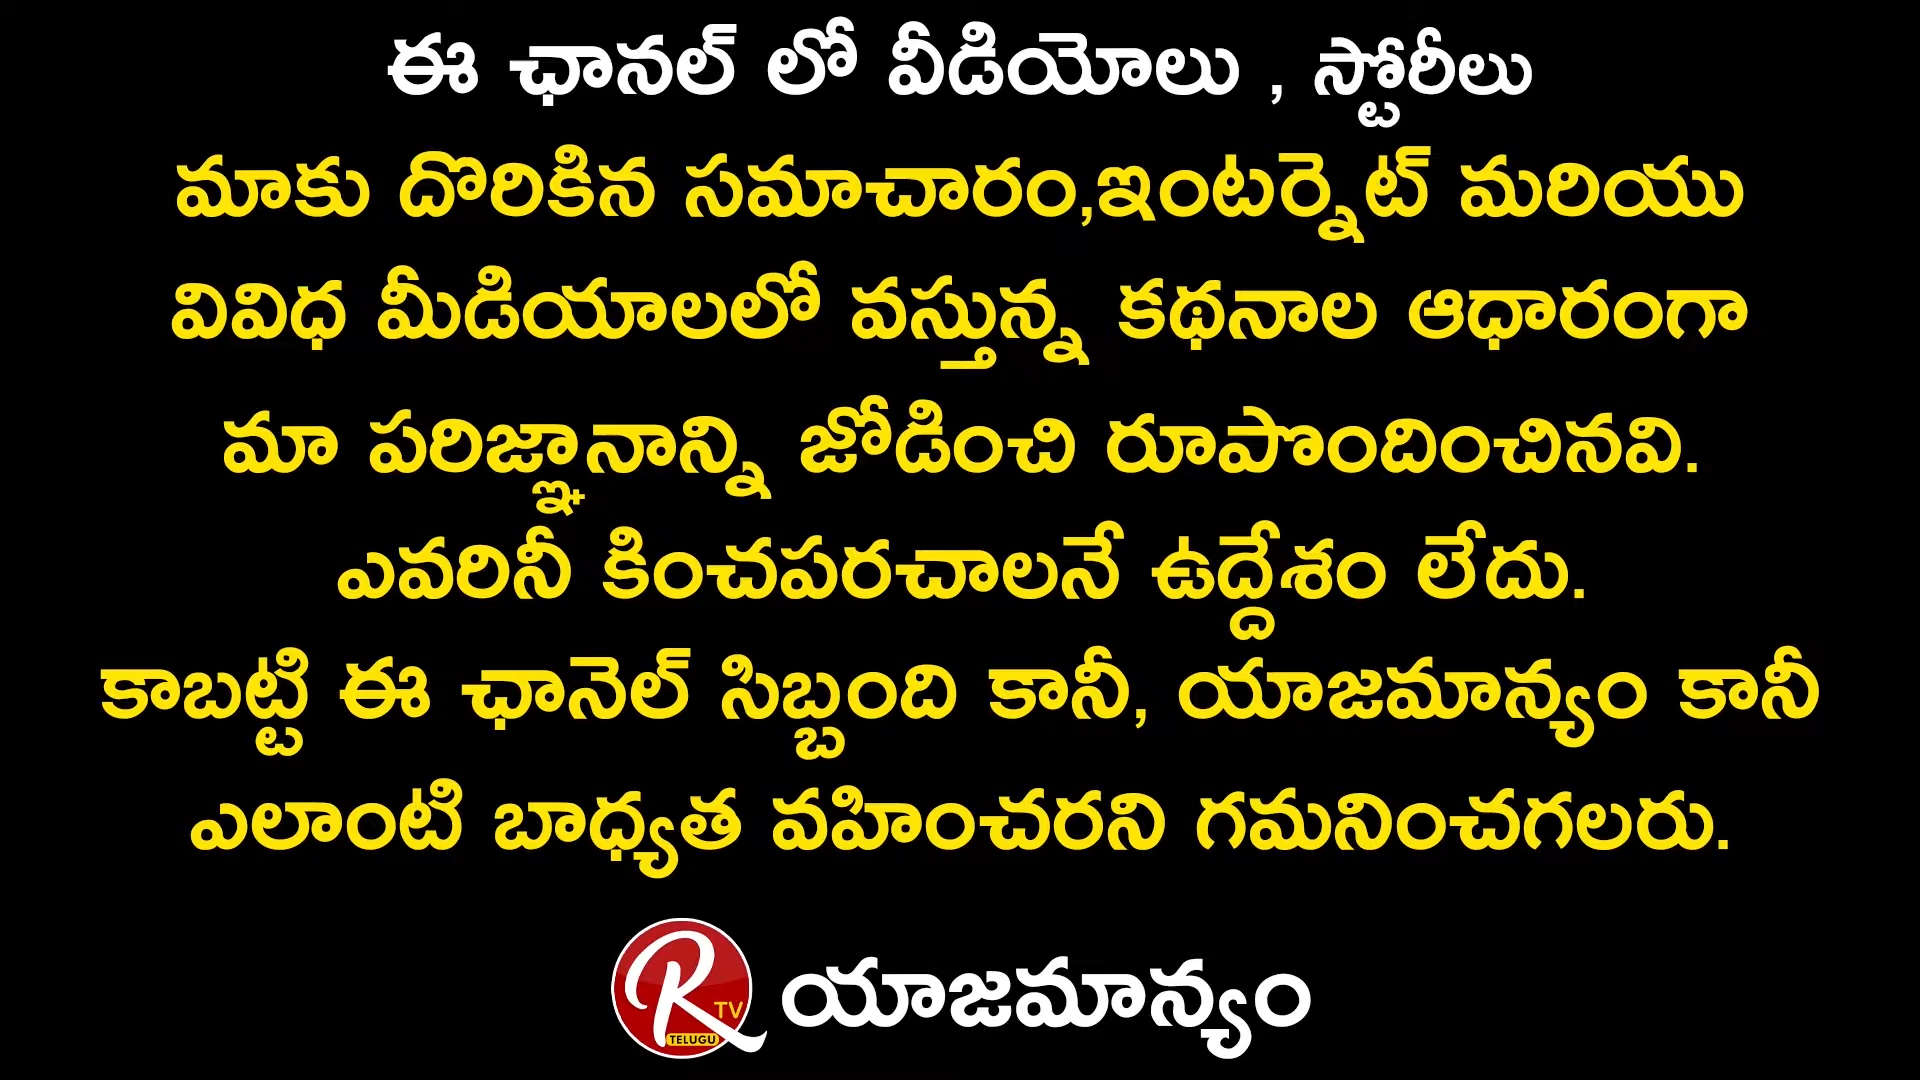 ఈ ఛానల్ లో వీడియోలు , స్టోరీలు
మాకు దొరికిన సమాచారం,ఇంటర్నెట్ మరియు
వివిధ మీడియాలలో వస్తున్న కథనాల ఆధారంగా
మా పరిజ్ఞానాన్ని జోడించి రూపొందించినవి.
ఎవరినీ కించపరచాలనే ఉద్దేశం లేదు.
కాబట్టి ఈ ఛానెల్ సిబ్బంది కానీ, యాజమాన్యం కానీ
ఎలాంటి బాధ్యత వహించరని గమనించగలరు.
R TV TELUGU యాజమాన్యం